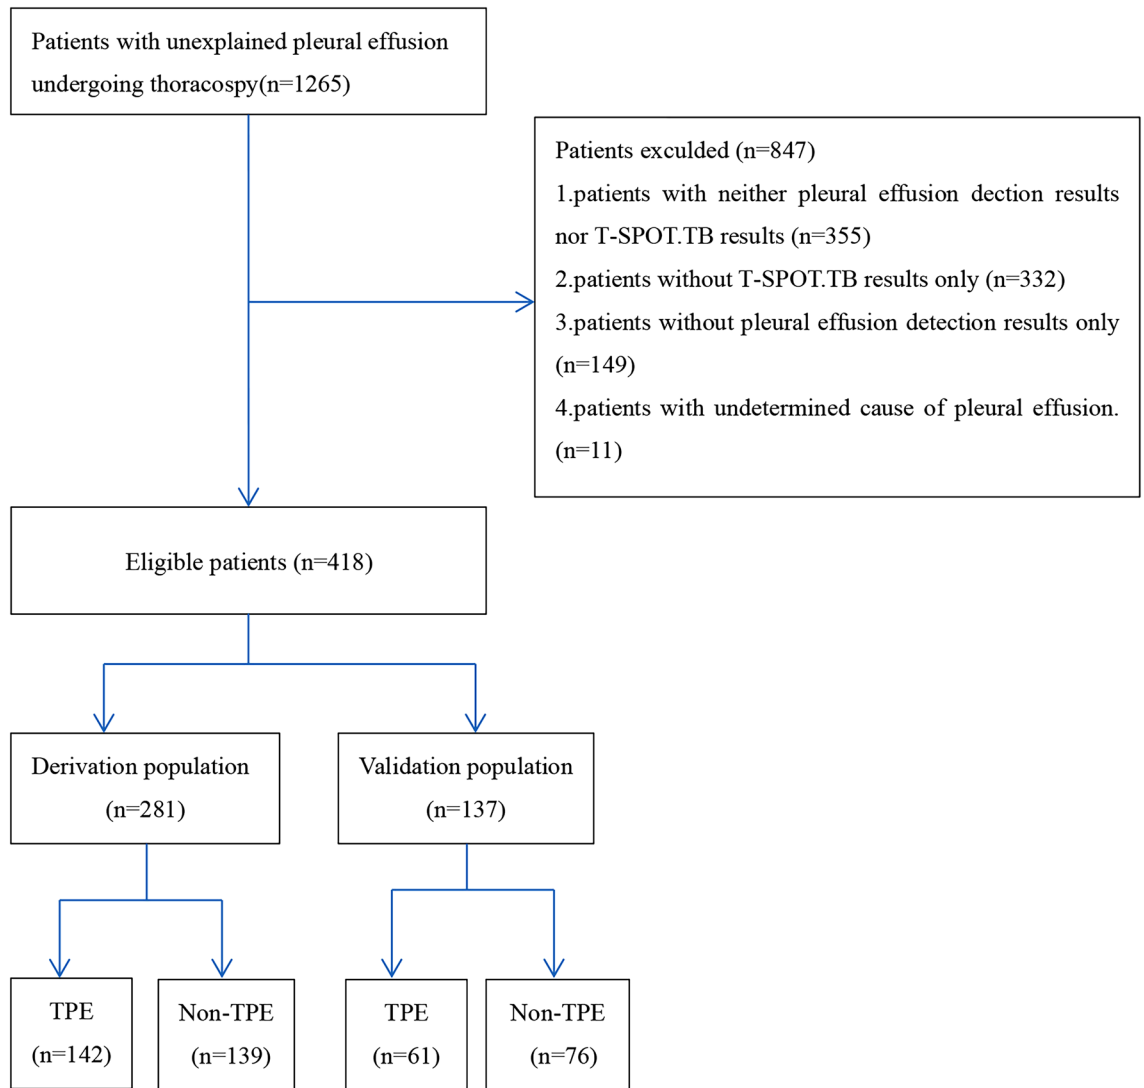 Patients with unexplained pleural effusion
undergoing thoracospy(n=1265)
Patients exculded (n=847)
1.patients with neither pleural effusion dection results
nor T-SPOT.TB results (n=355)
2.patients without T-SPOT.TB results only (n=332)
3.patients without pleural effusion detection results only
(n=149)
4.patients with undetermined cause of pleural effusion.
(n=11)
Eligible patients (n=418)
Derivation population
(n=281)
Validation population
(n=137)
TPE
(n=142)
Non-TPE
(n=139)
TPE
(n=61)
Non-TPE
(n=76)